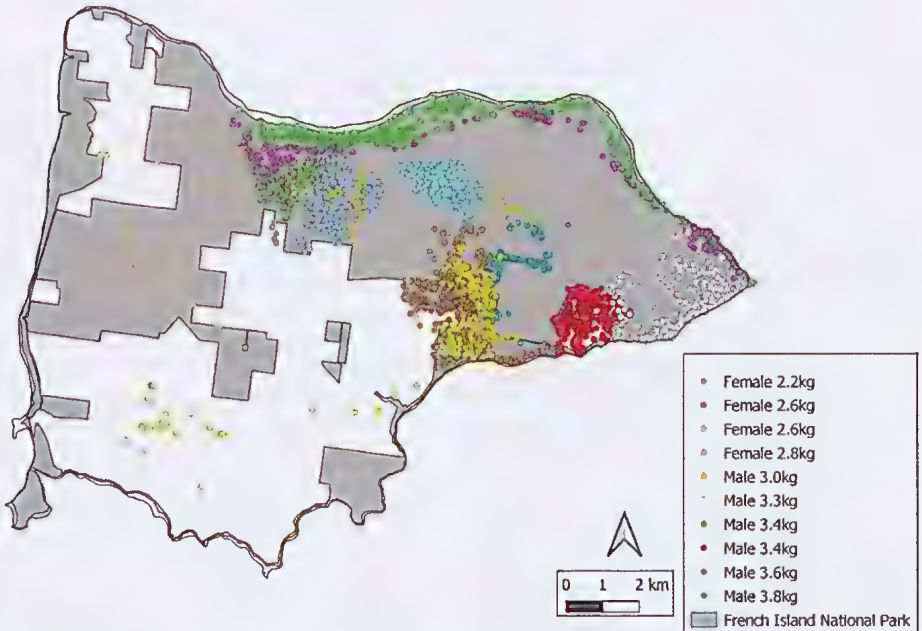 Female 2.2kg
Female 2.6kg
Female 2.6kg
Female 2.8kg
Male 3.0kg
Male 3.3kg
Male 3.4kg
Male 3.4kg
Male 3.6kg
Male 3.8kg
French Island National Park
0 1 2 km